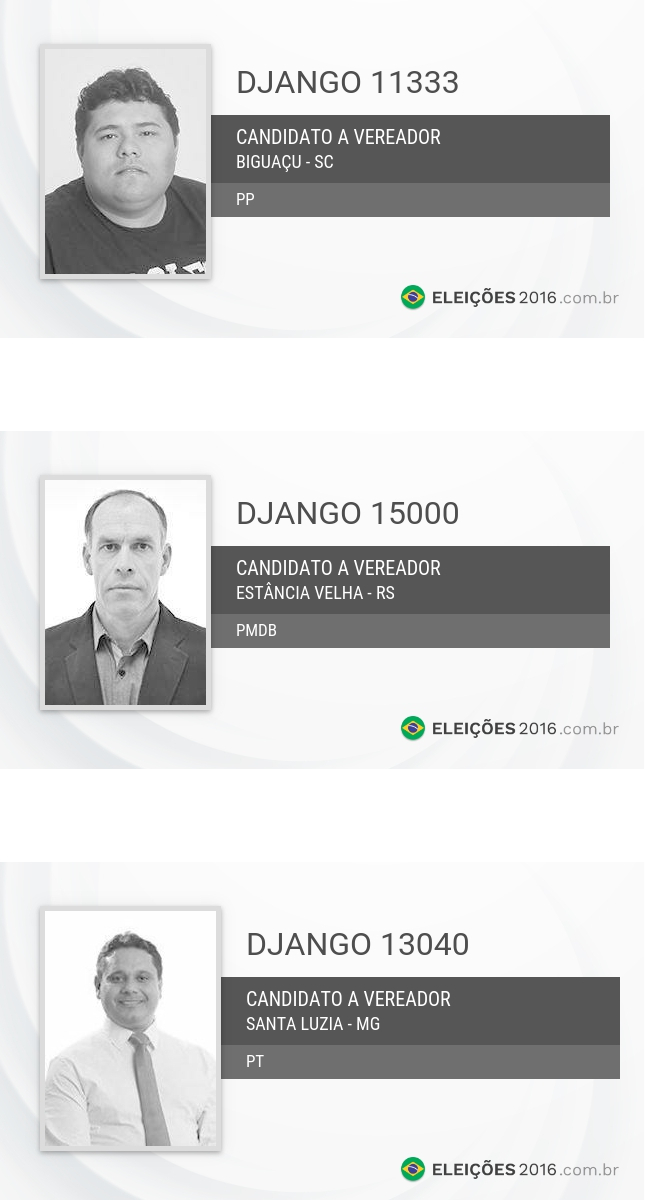 DJANGO 11333
CANDIDATO A VEREADOR
BIGUAÇU - SC
PP
ELEIÇÕES 2016.com.br
DJANGO 15000
CANDIDATO A VEREADOR
ESTÂNCIA VELHA - RS
PMDB
ELEIÇÕES 2016.com.br
DJANGO 13040
CANDIDATO A VEREADOR
SANTA LUZIA - MG
PT
ELEIÇÕES 2016.com.br